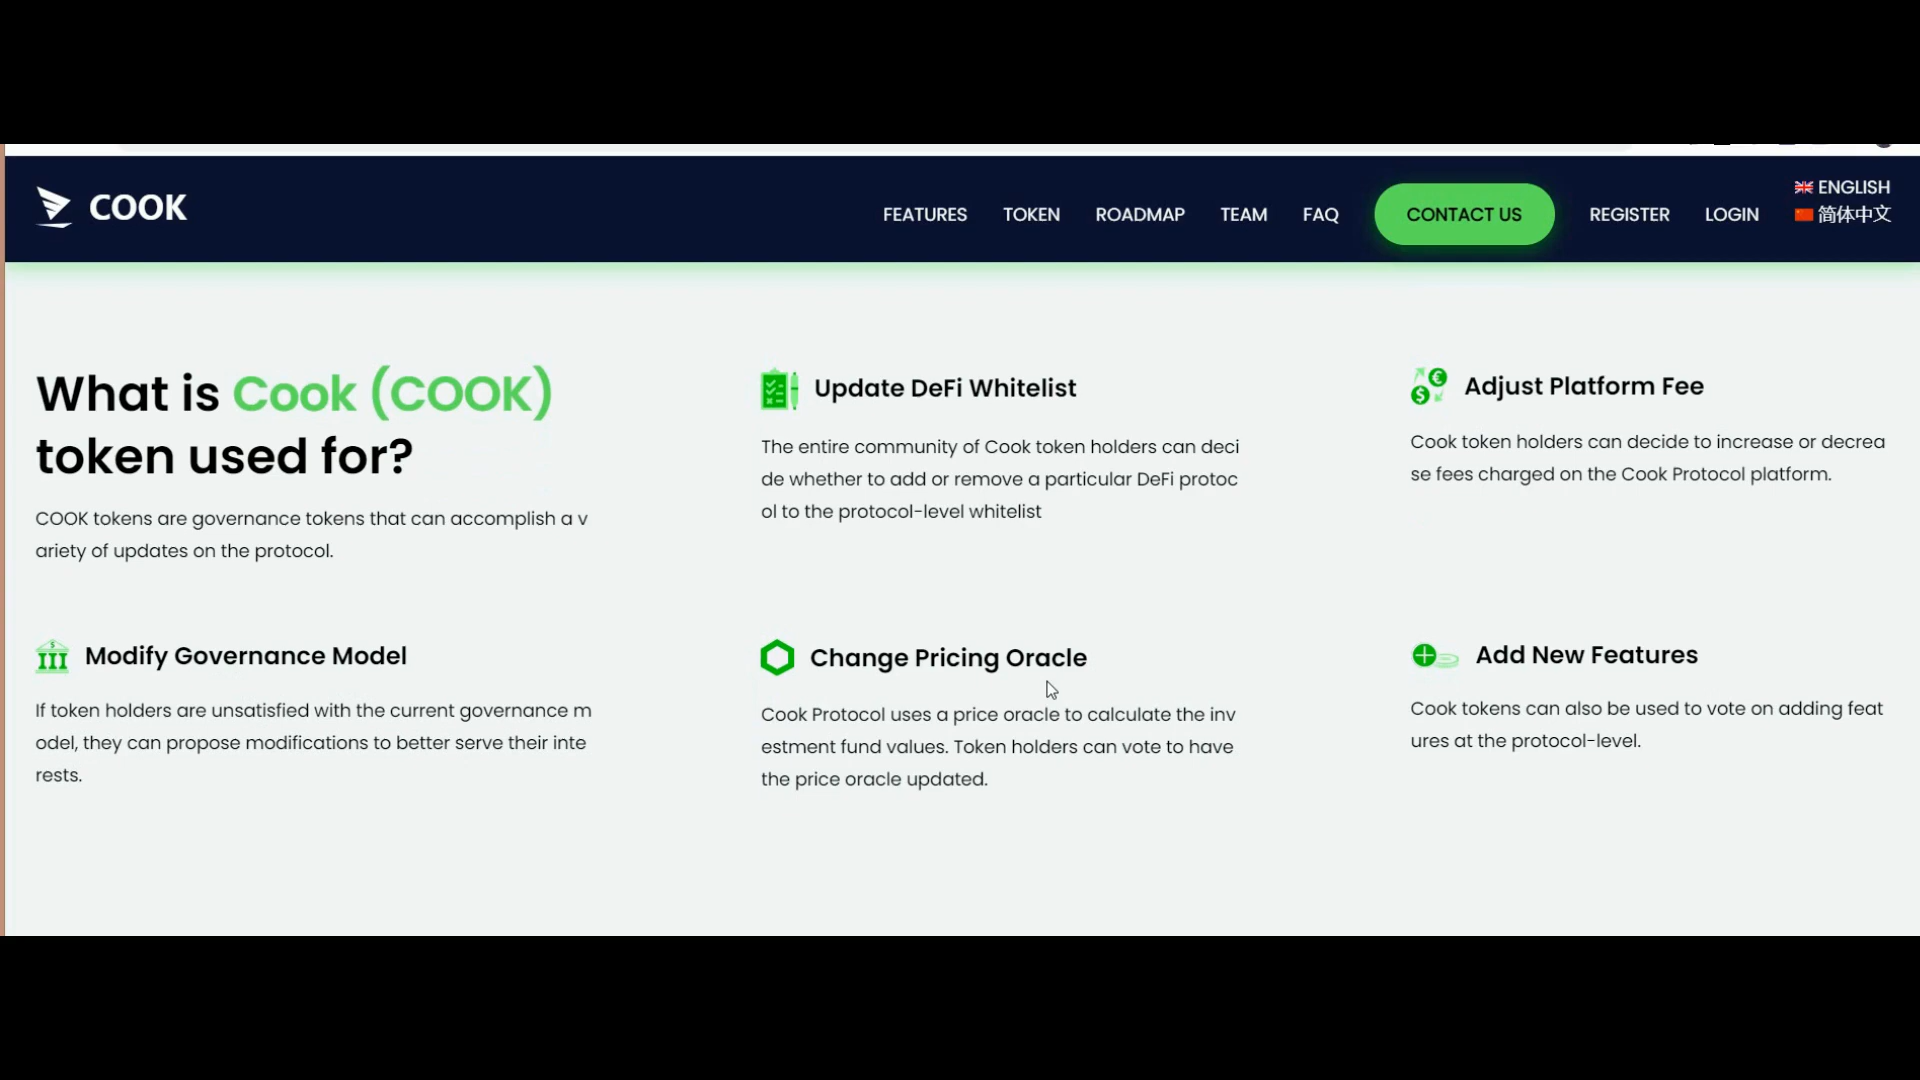 COOK
FEATURES
TOKEN
ROADMAP
TEAM
FAQ
CONTACT US
REGISTER
LOGIN
ENGLISH
简体中文
What is Cook (COOK)
token used for?
COOK tokens are governance tokens that can accomplish a v
ariety of updates on the protocol.
Update DeFi Whitelist
The entire community of Cook token holders can deci
de whether to add or remove a particular DeFi protoc
ol to the protocol-level whitelist
Adjust Platform Fee
Cook token holders can decide to increase or decrea
se fees charged on the Cook Protocol platform.
Modify Governance Model
If token holders are unsatisfied with the current governance m
odel, they can propose modifications to better serve their inte
rests.
Change Pricing Oracle
Cook Protocol uses a price oracle to calculate the inv
estment fund values. Token holders can vote to have
the price oracle updated.
Add New Features
Cook tokens can also be used to vote on adding feat
ures at the protocol-level.